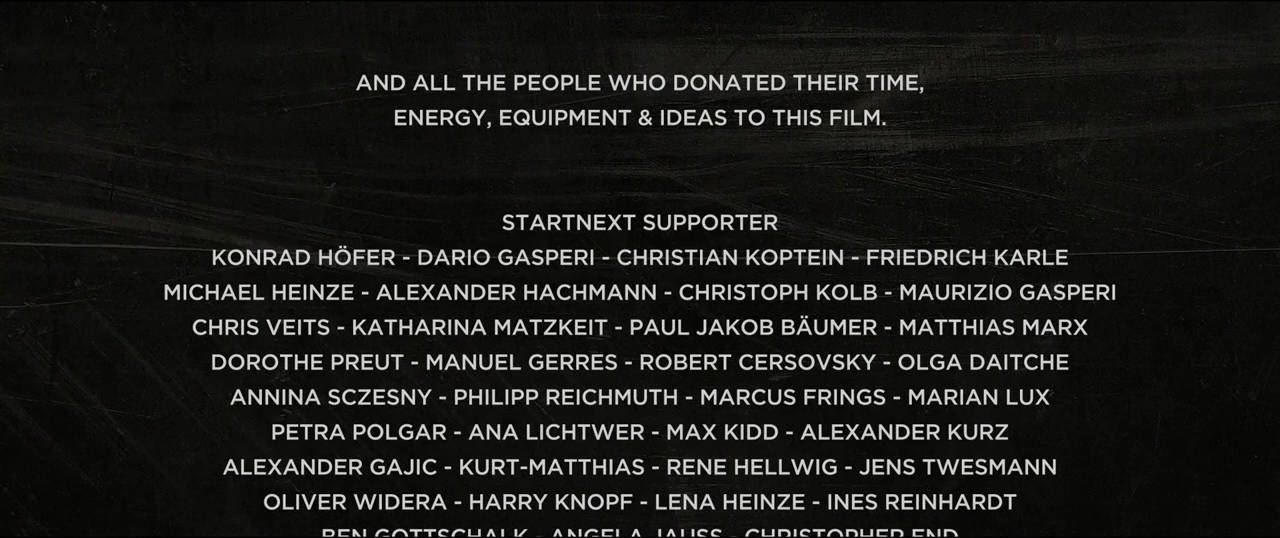 AND ALL THE PEOPLE WHO DONATED THEIR TIME,
ENERGY, EQUIPMENT & IDEAS TO THIS FILM.
STARTNEXT SUPPORTER
KONRAD HÖFER - DARIO GASPERI - CHRISTIAN KOPTEIN - FRIEDRICH KARLE
MICHAEL HEINZE - ALEXANDER HACHMANN - CHRISTOPH KOLB - MAURIZIO GASPERI
CHRIS VEITS - KATHARINA MATZKEIT - PAUL JAKOB BÄUMER - MATTHIAS MARX
DOROTHE PREUT - MANUEL GERRES - ROBERT CERSOVSKY - OLGA DAITCHE
ANNINA SCZESNY - PHILIPP REICHMUTH - MARCUS FRINGS - MARIAN LUX
PETRA POLGAR - ANA LICHTWER - MAX KIDD - ALEXANDER KURZ
ALEXANDER GAJIC - KURT-MATTHIAS - RENE HELLWIG - JENS TWESMANN
OLIVER WIDERA - HARRY KNOPF - LENA HEINZE - INES REINHARDT
BEN GOTTSCHALK - ANGELA JAUSS - CHRISTOPHER END